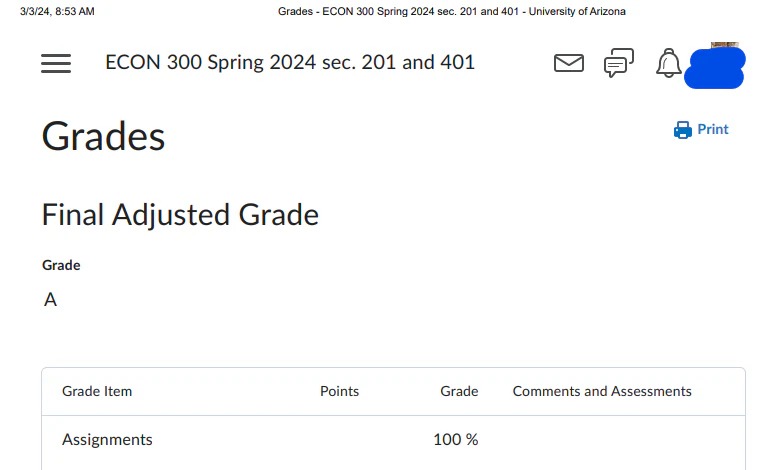 3/3/24, 8:53 AM Grades - ECON 300 Spring 2024 sec. 201 and 401 - University of Arizona
ECON 300 Spring 2024 sec. 201 and 401
Grades
Print
Final Adjusted Grade
Grade
A
Grade Item Points Grade Comments and Assessments
Assignments 100 %